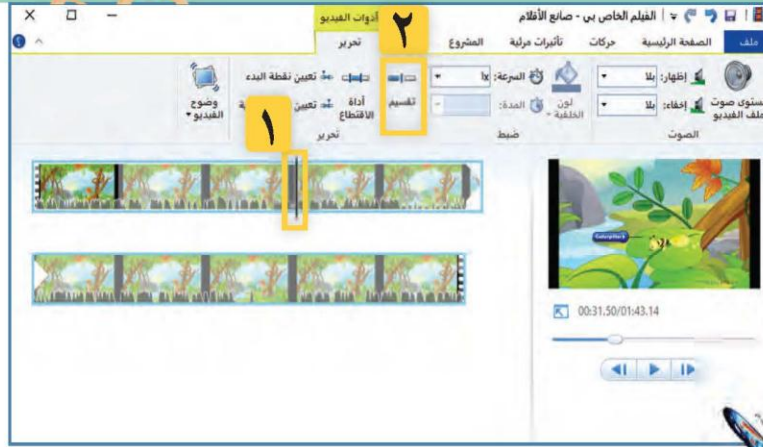 الفيلم الخاص بي - صانع الأفلام
أدوات الفيديو
٢
ملف
الصفحة الرئيسية
حركات
تأثيرات مرئية
المشروع
تحرير
مستوى صوت ملف الفيديو
إظهار: بلا
إخفاء: بلا
الصوت
لون الخلفية
السرعة: 1x
المدة:
ضبط
تقسيم
أداة الاقتطاع
تعيين نقطة البدء
تعيين
تحرير
وضوح الفيديو
١
00:31.50/01:43.14